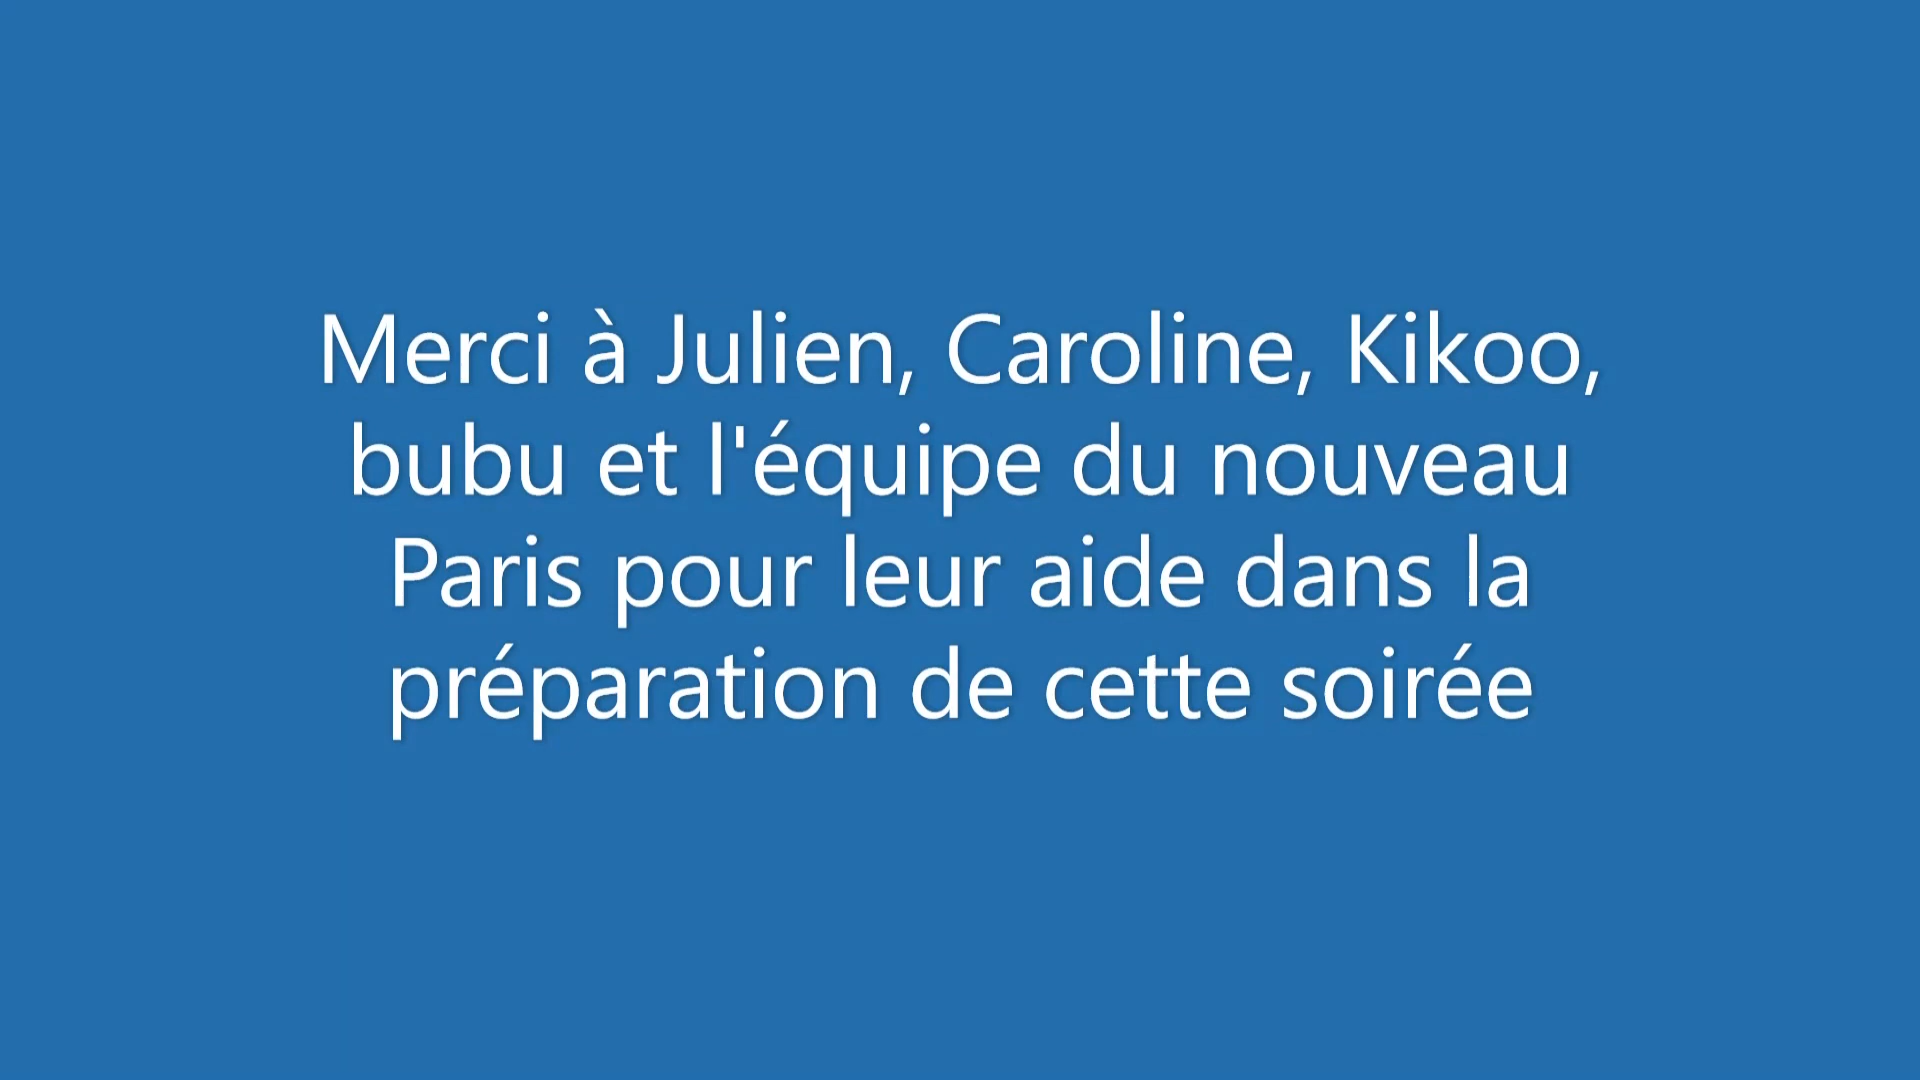 Merci à Julien, Caroline, Kikoo,
bubu et l'équipe du nouveau
Paris pour leur aide dans la
préparation de cette soirée